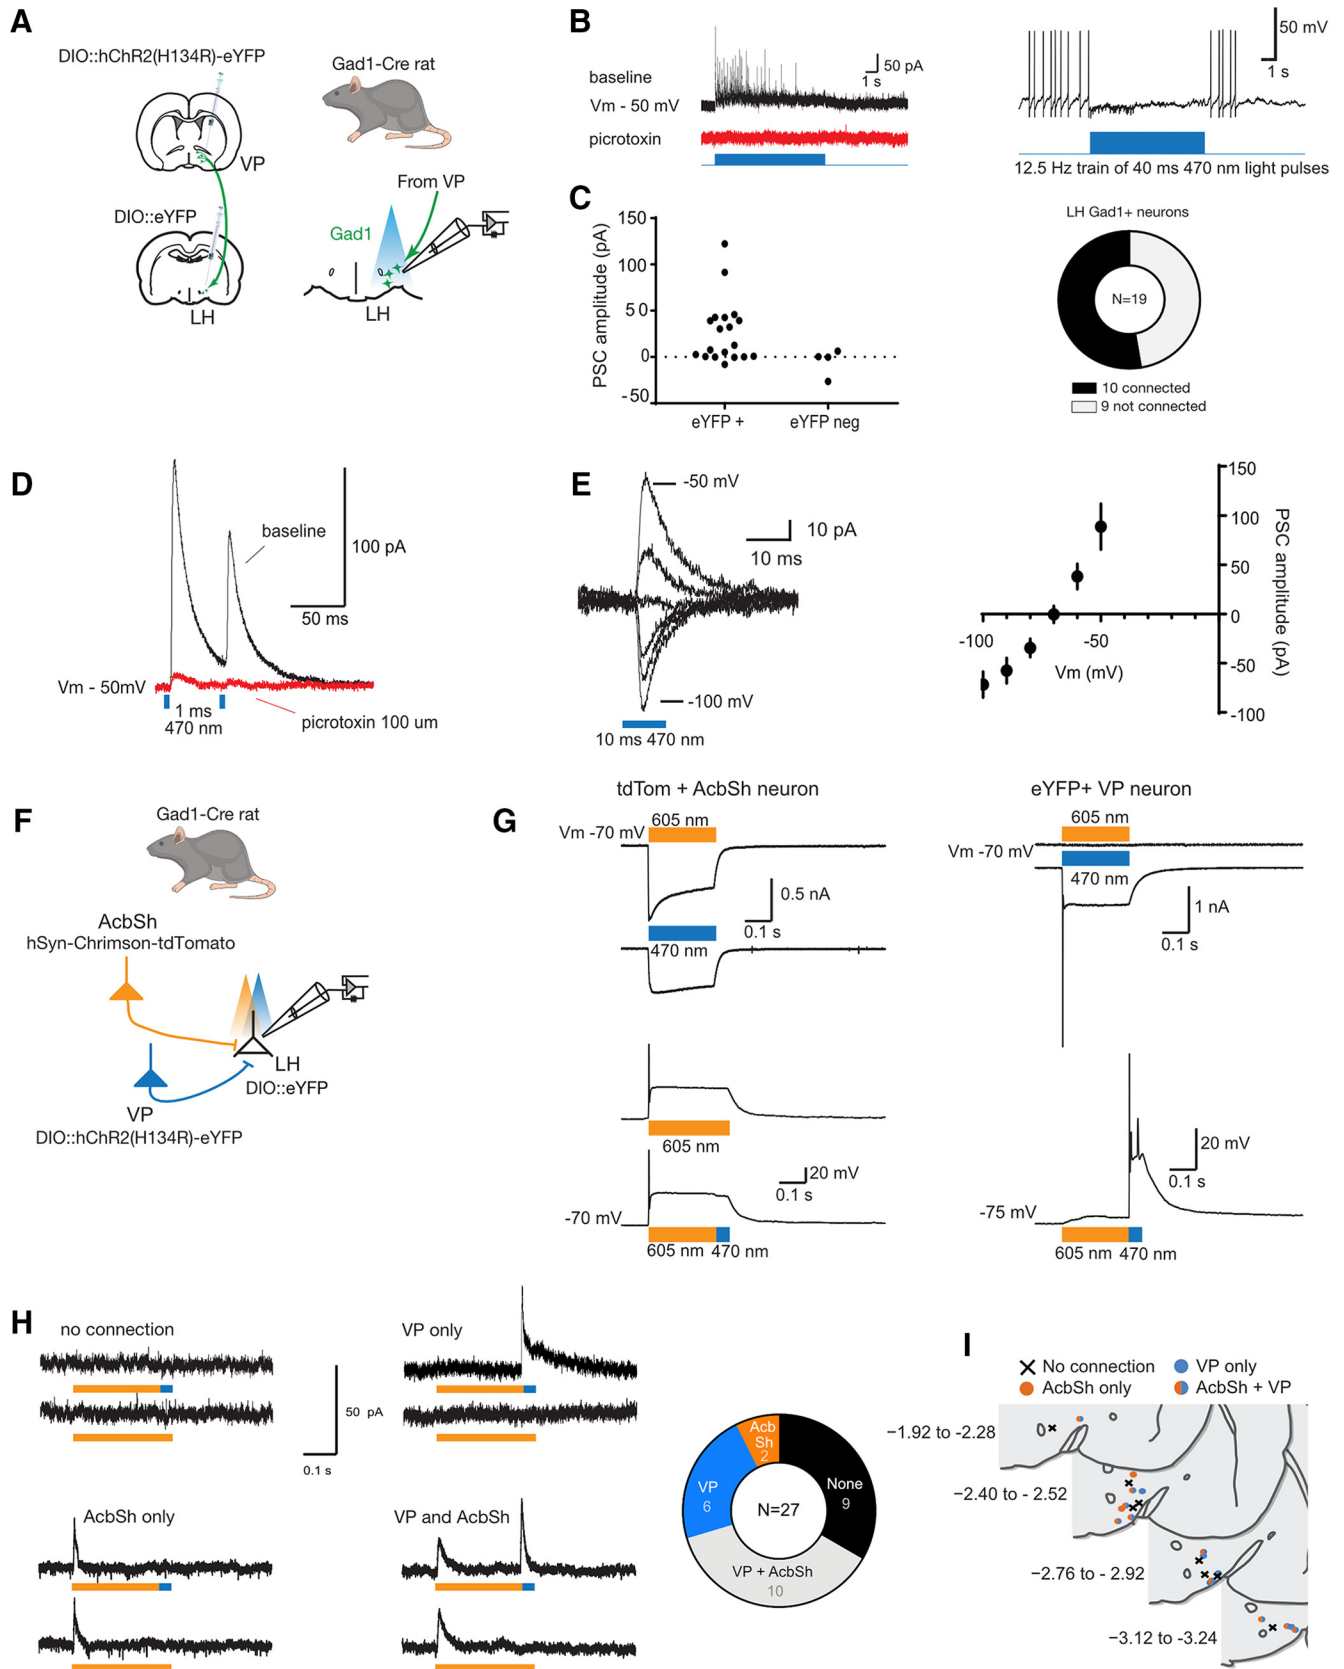 A
DIO::hChR2(H134R)-eYFP
Gad1-Cre rat
VP
DIO::eYFP
LH
From VP
Gad1
LH
B
baseline
Vm - 50 mV
50 pA
1 s
picrotoxin
50 mV
1 s
12.5 Hz train of 40 ms 470 nm light pulses
C
PSC amplitude (pA)
150
100
50
0
-50
eYFP +
eYFP neg
LH Gad1+ neurons
N=19
10 connected
9 not connected
D
baseline
100 pA
50 ms
Vm - 50mV
1 ms
470 nm
picrotoxin 100 um
E
-50 mV
10 pA
10 ms
-100 mV
10 ms 470 nm
150
100
50
0
-50
-100
PSC amplitude (pA)
-100
-50
Vm (mV)
F
Gad1-Cre rat
AcbSh
hSyn-Chrimson-tdTomato
LH
DIO::eYFP
VP
DIO::hChR2(H134R)-eYFP
G
tdTom + AcbSh neuron
605 nm
Vm -70 mV
0.5 nA
0.1 s
470 nm
605 nm
20 mV
0.1 s
-70 mV
605 nm 470 nm
eYFP+ VP neuron
605 nm
Vm -70 mV
470 nm
1 nA
0.1 s
20 mV
0.1 s
-75 mV
605 nm 470 nm
H
no connection
50 pA
0.1 s
VP only
AcbSh only
VP and AcbSh
Acb
Sh
2
None
9
VP
6
N=27
VP + AcbSh
10
I
No connection
VP only
AcbSh only
AcbSh + VP
−1.92 to -2.28
−2.40 to - 2.52
−2.76 to - 2.92
−3.12 to -3.24